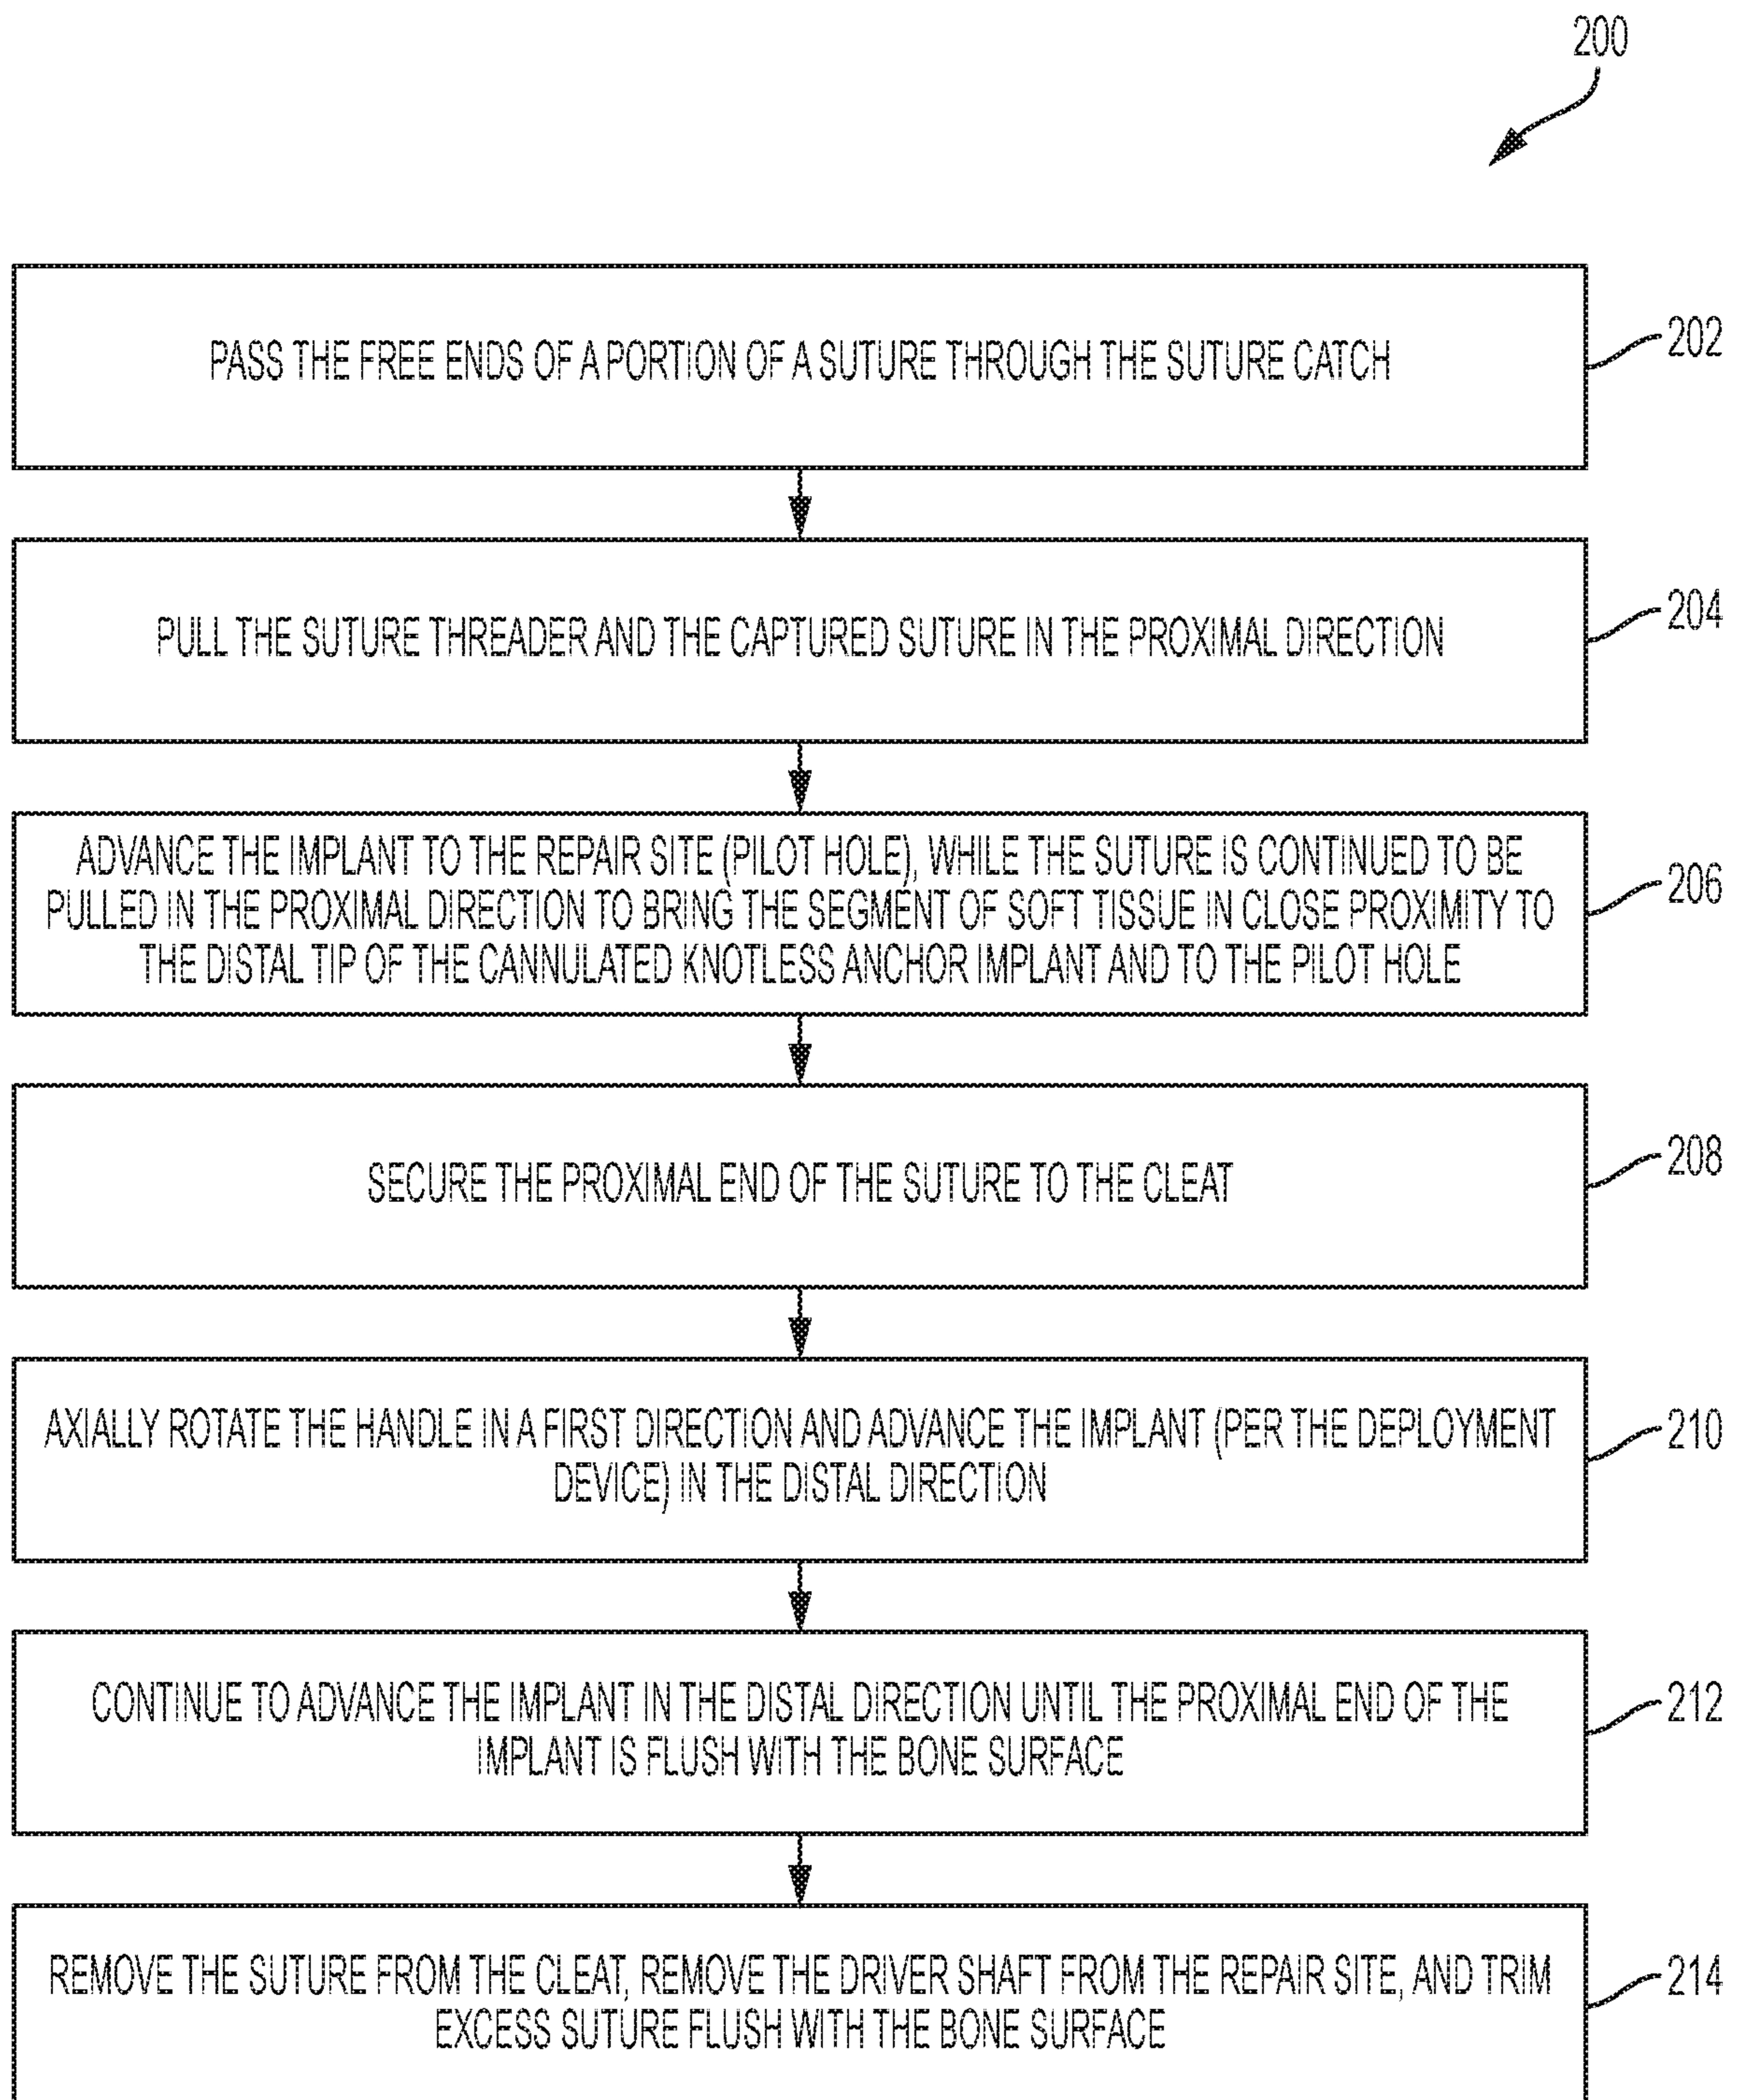 200
PASS THE FREE ENDS OF A PORTION OF A SUTURE THROUGH THE SUTURE CATCH
202
PULL THE SUTURE THREADER AND THE CAPTURED SUTURE IN THE PROXIMAL DIRECTION
204
ADVANCE THE IMPLANT TO THE REPAIR SITE (PILOT HOLE), WHILE THE SUTURE IS CONTINUED TO BE
PULLED IN THE PROXIMAL DIRECTION TO BRING THE SEGMENT OF SOFT TISSUE IN CLOSE PROXIMITY TO
THE DISTAL TIP OF THE CANNULATED KNOTLESS ANCHOR IMPLANT AND TO THE PILOT HOLE
206
SECURE THE PROXIMAL END OF THE SUTURE TO THE CLEAT
208
AXIALLY ROTATE THE HANDLE IN A FIRST DIRECTION AND ADVANCE THE IMPLANT (PER THE DEPLOYMENT
DEVICE) IN THE DISTAL DIRECTION
210
CONTINUE TO ADVANCE THE IMPLANT IN THE DISTAL DIRECTION UNTIL THE PROXIMAL END OF THE
IMPLANT IS FLUSH WITH THE BONE SURFACE
212
REMOVE THE SUTURE FROM THE CLEAT, REMOVE THE DRIVER SHAFT FROM THE REPAIR SITE, AND TRIM
EXCESS SUTURE FLUSH WITH THE BONE SURFACE
214